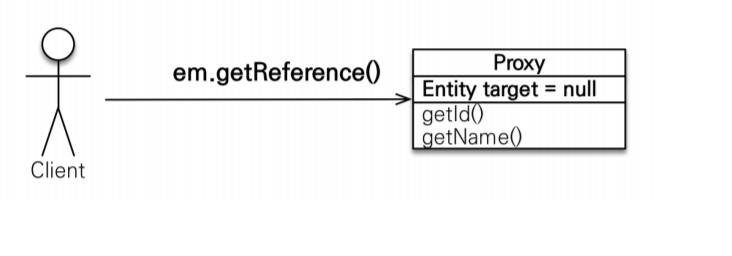 em.getReference()
Proxy
Entity target = null
getId()
getName()
Client